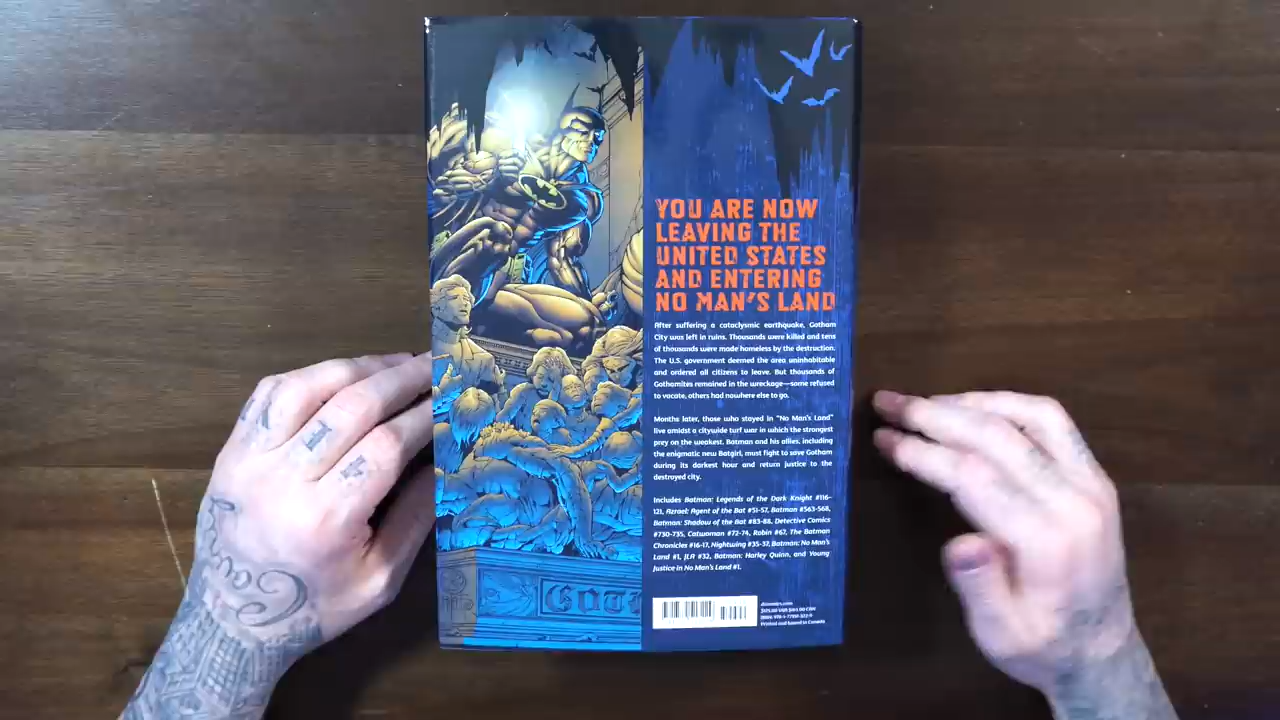 YOU ARE NOW
LEAVING THE
UNITED STATES
AND ENTERING
NO MAN'S LAND
After suffering a cataclysmic earthquake, Gotham
City was left in ruins. Thousands were killed and tens
of thousands were made homeless by the destruction.
The U.S. government deemed the area uninhabitable
and ordered all citizens to leave. But thousands of
Gothamites remained in the wreckage—some refused
to vacate, others had nowhere else to go.
Months later, those who stayed in "No Man's Land"
live amidst a citywide turf war in which the strongest
prey on the weakest. Batman and his allies, including
the enigmatic new Batgirl, must fight to save Gotham
during its darkest hour and return justice to the
destroyed city.
Includes Batman: Legends of the Dark Knight #116-
121, Azrael: Agent of the Bat #51-57, Batman #563-568,
Batman: Shadow of the Bat #83-88, Detective Comics
#730-735, Catwoman #72-74, Robin #67, The Batman
Chronicles #16-17, Nightwing #35-37, Batman: No Man's
Land #1, JLA #32, Batman: Harley Quinn, and Young
Justice in No Man's Land #1.
GOTH
dccomics.com
Printed and bound in Canada